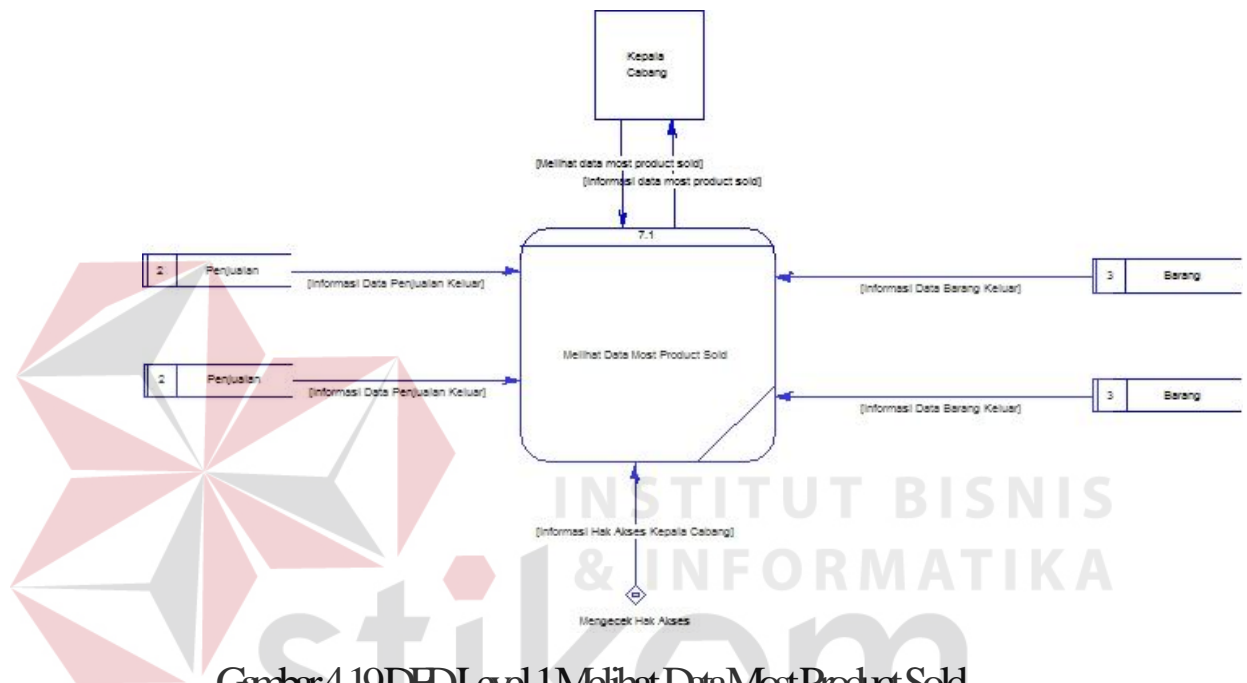 Kepala
Cabang
[Melihat data most product sold]
[Informasi data most product sold]
7.1
2 Penjualan
[Informasi Data Penjualan Keluar]
[Informasi Data Barang Keluar]
3 Barang
Melihat Data Most Product Sold
2 Penjualan
[Informasi Data Penjualan Keluar]
[Informasi Data Barang Keluar]
3 Barang
INSTITUT BISNIS
[Informasi Hak Akses Kepala Cabang]
& INFORMATIKA
Mengecek Hak Akses
stikom
Gambar 4.19 DFD Level 1 Melihat Data Most Product Sold